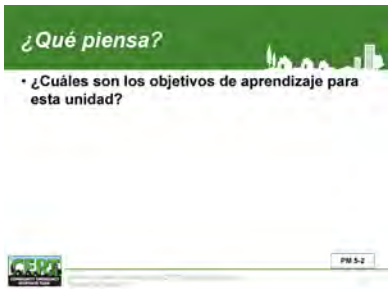 ¿Qué piensa?
• ¿Cuáles son los objetivos de aprendizaje para
esta unidad?
CERT
PM 5-2